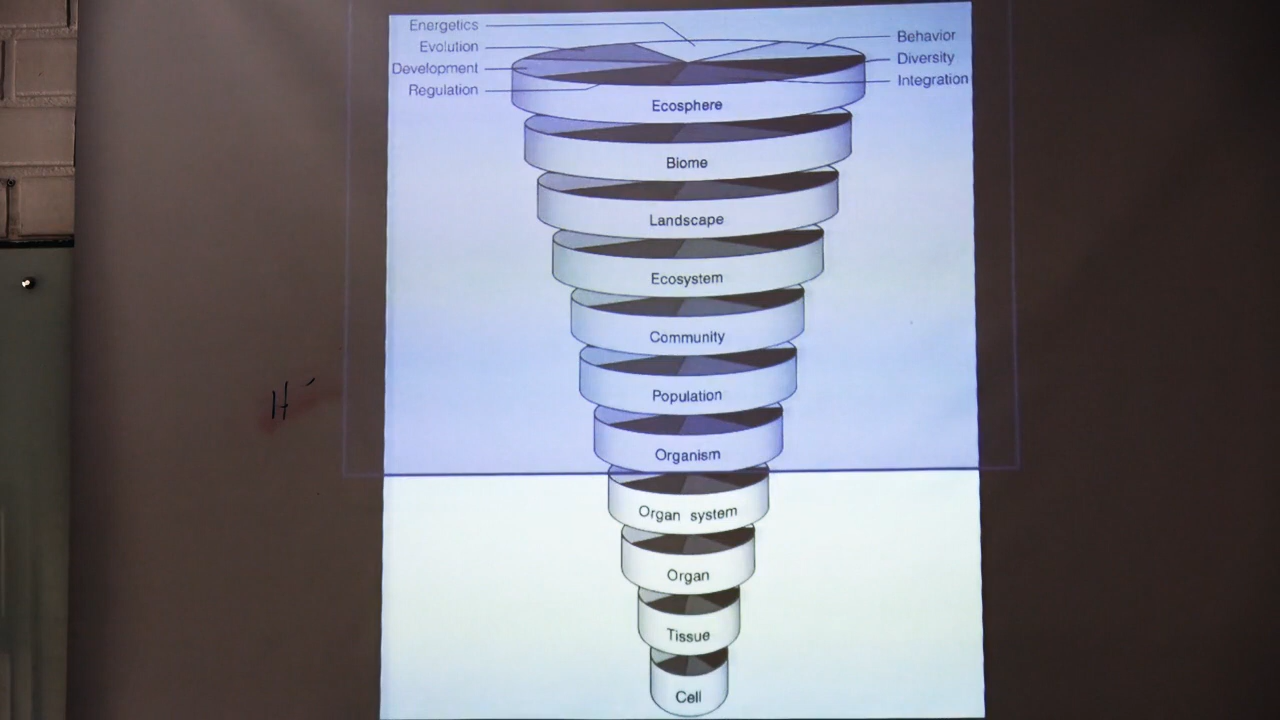 Energetics
Evolution
Development
Regulation
Behavior
Diversity
Integration
Ecosphere
Biome
Landscape
Ecosystem
Community
Population
Organism
Organ system
Organ
Tissue
Cell
H'